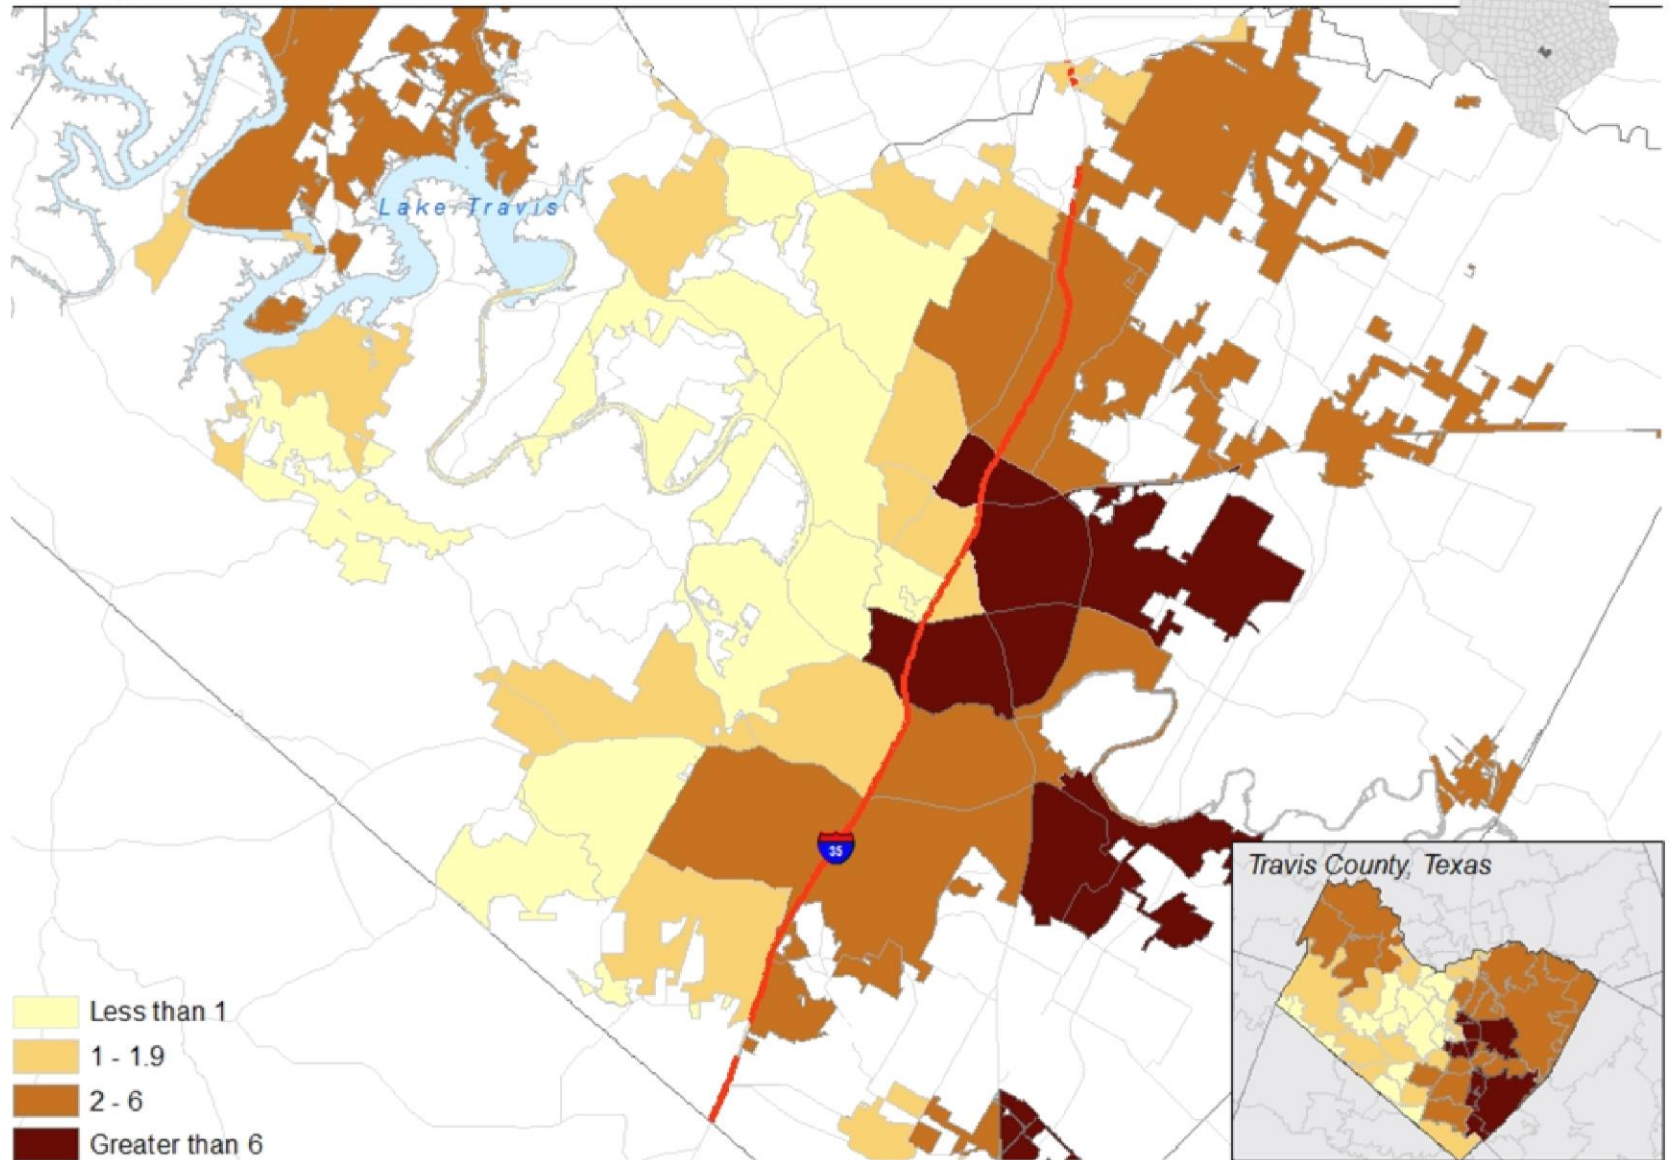 Lake Travis
35
Travis County, Texas
Less than 1
1 - 1.9
2 - 6
Greater than 6